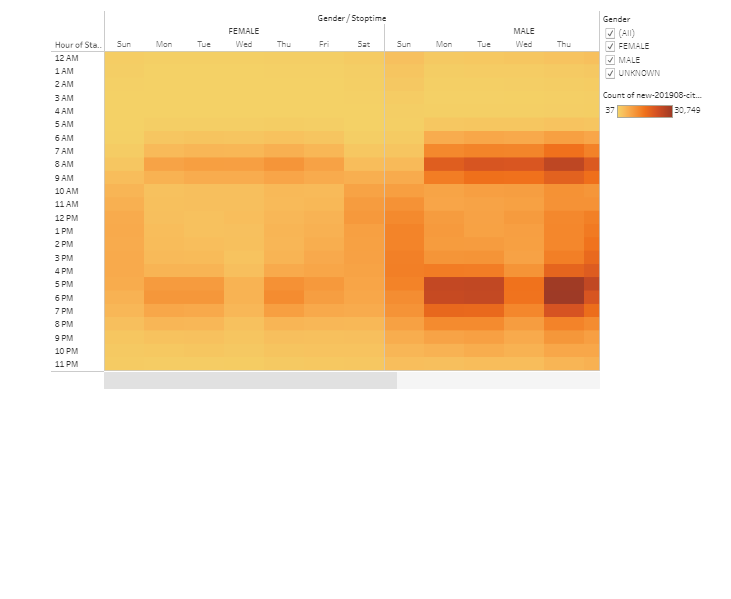 Gender / Stoptime
FEMALE MALE
Hour of Sta.. Sun Mon Tue Wed Thu Fri Sat Sun Mon Tue Wed Thu
12 AM
1 AM
2 AM
3 AM
4 AM
5 AM
6 AM
7 AM
8 AM
9 AM
10 AM
11 AM
12 PM
1 PM
2 PM
3 PM
4 PM
5 PM
6 PM
7 PM
8 PM
9 PM
10 PM
11 PM
Gender
(All)
FEMALE
MALE
UNKNOWN
Count of new-201908-cit...
37 30,749